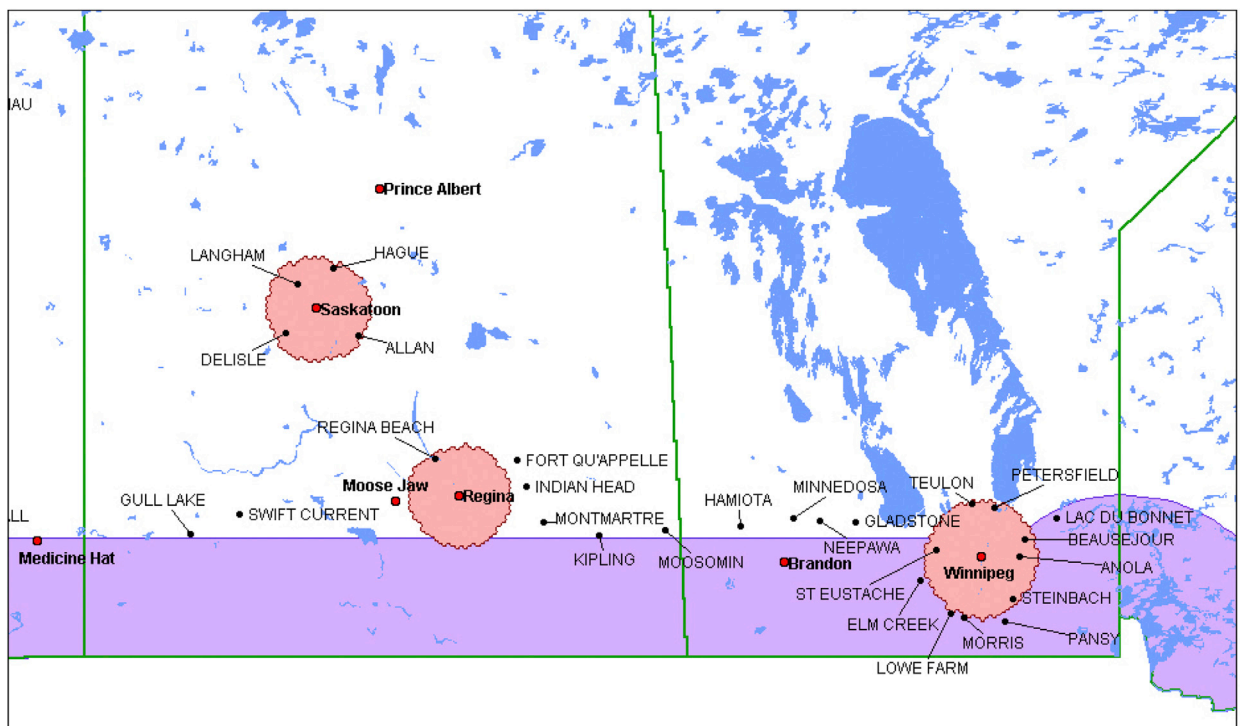 IAU
Prince Albert
LANGHAM
HAGUE
Saskatoon
DELISLE
ALLAN
REGINA BEACH
FORT QU'APPELLE
Moose Jaw
Regina
INDIAN HEAD
GULL LAKE
SWIFT CURRENT
MONTMARTRE
KIPLING
MOOSOMIN
HAMIOTA
MINNEDOSA
TEULON
PETERSFIELD
LL
GLADSTONE
LAC DU BONNET
NEEPAWA
BEAUSEJOUR
Medicine Hat
Brandon
Winnipeg
ANOLA
ST EUSTACHE
STEINBACH
ELM CREEK
MORRIS
PANSY
LOWE FARM